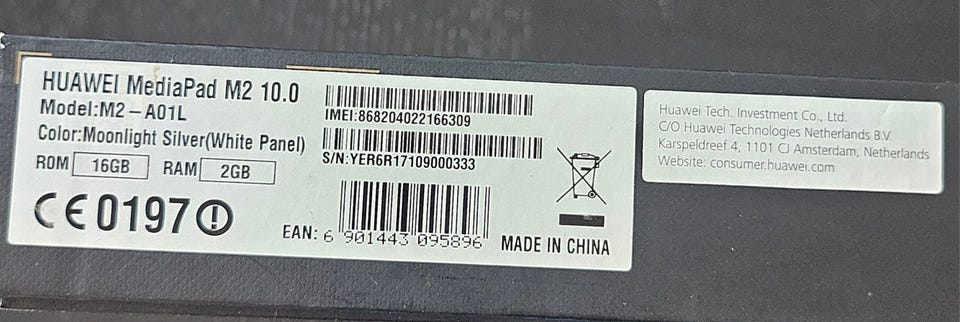 HUAWEI MediaPad M2 10.0
Model:M2-A01L
Color:Moonlight Silver(White Panel)
ROM 16GB RAM 2GB
CE0197
IMEI:868204022166309
S/N:YER6R17109000333
EAN: 6 901443 095896
MADE IN CHINA
Huawei Tech. Investment Co., Ltd.
C/O Huawei Technologies Netherlands B.V.
Karspeldreef 4, 1101 CJ Amsterdam, Netherlands
Website: consumer.huawei.com